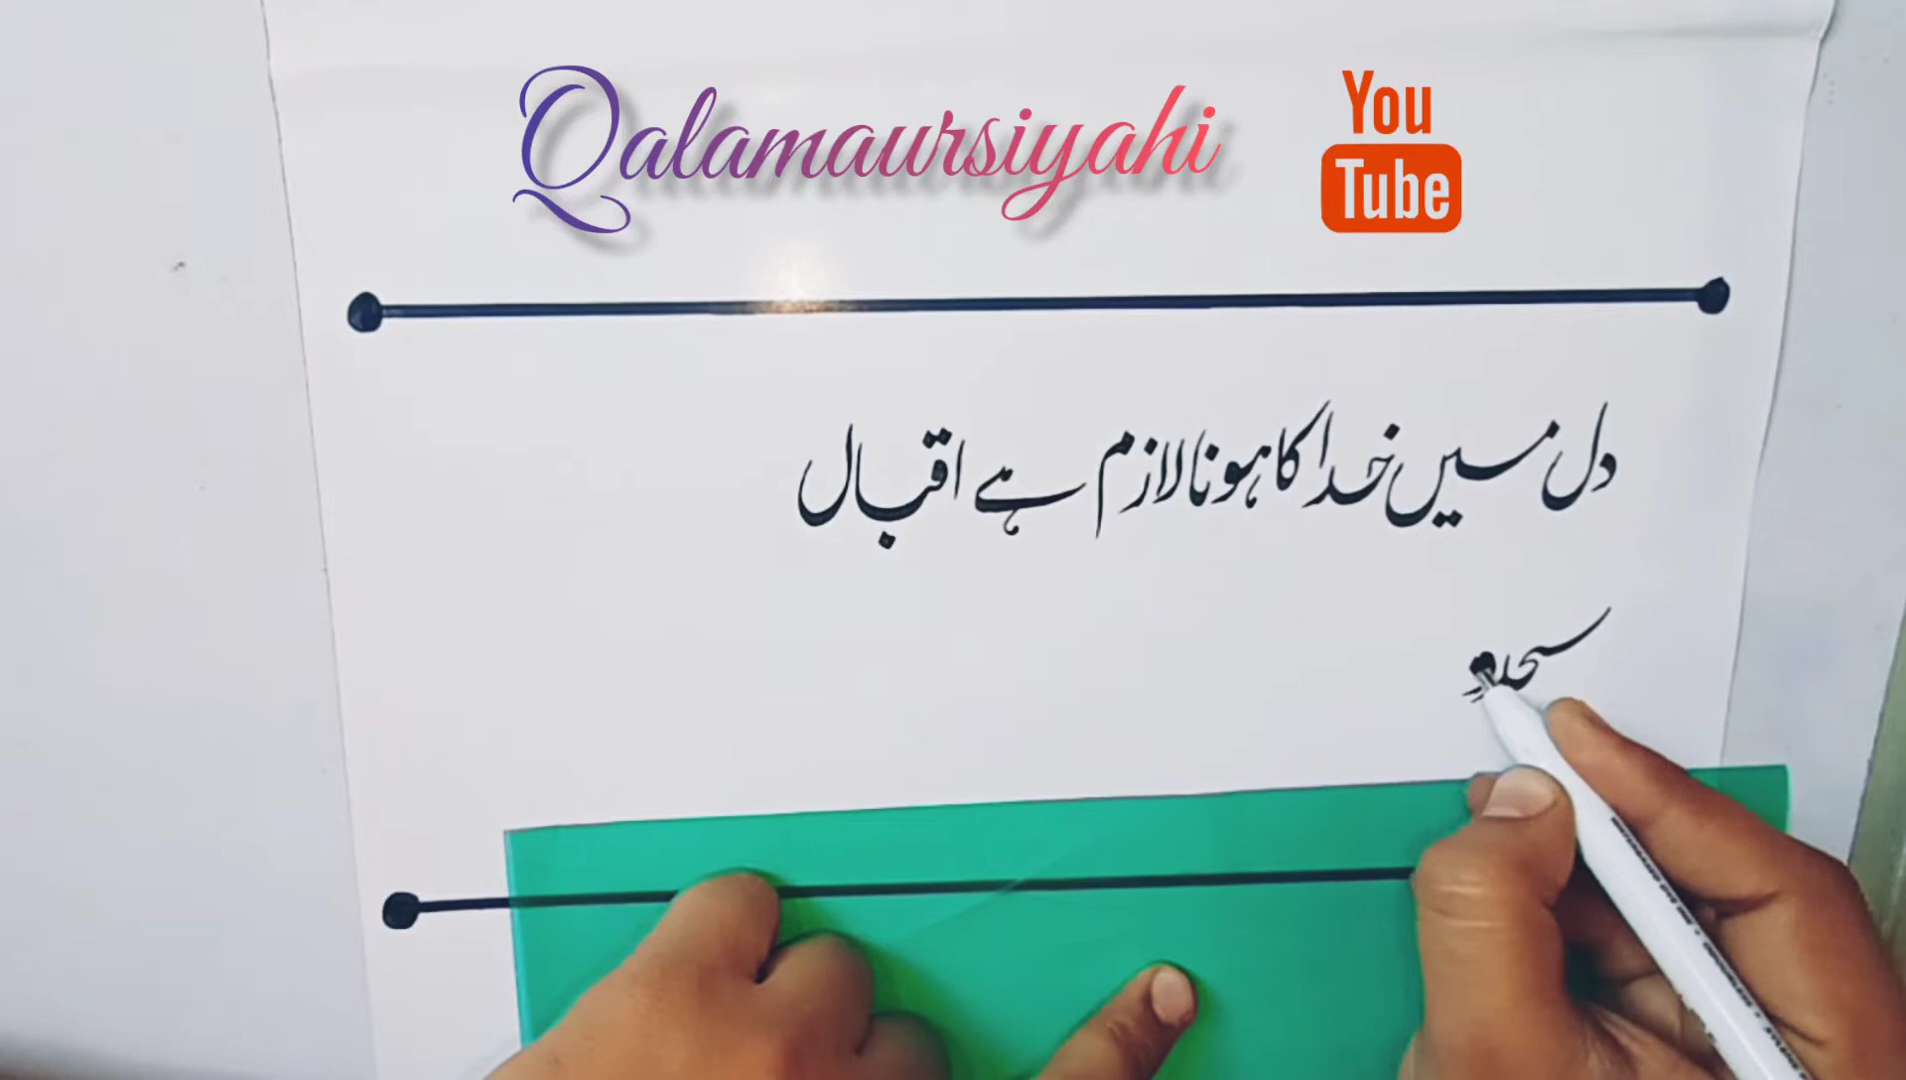 Qalamaursiyahi
You
Tube
دل میں خدا کا ہونا لازم ہے اقبال